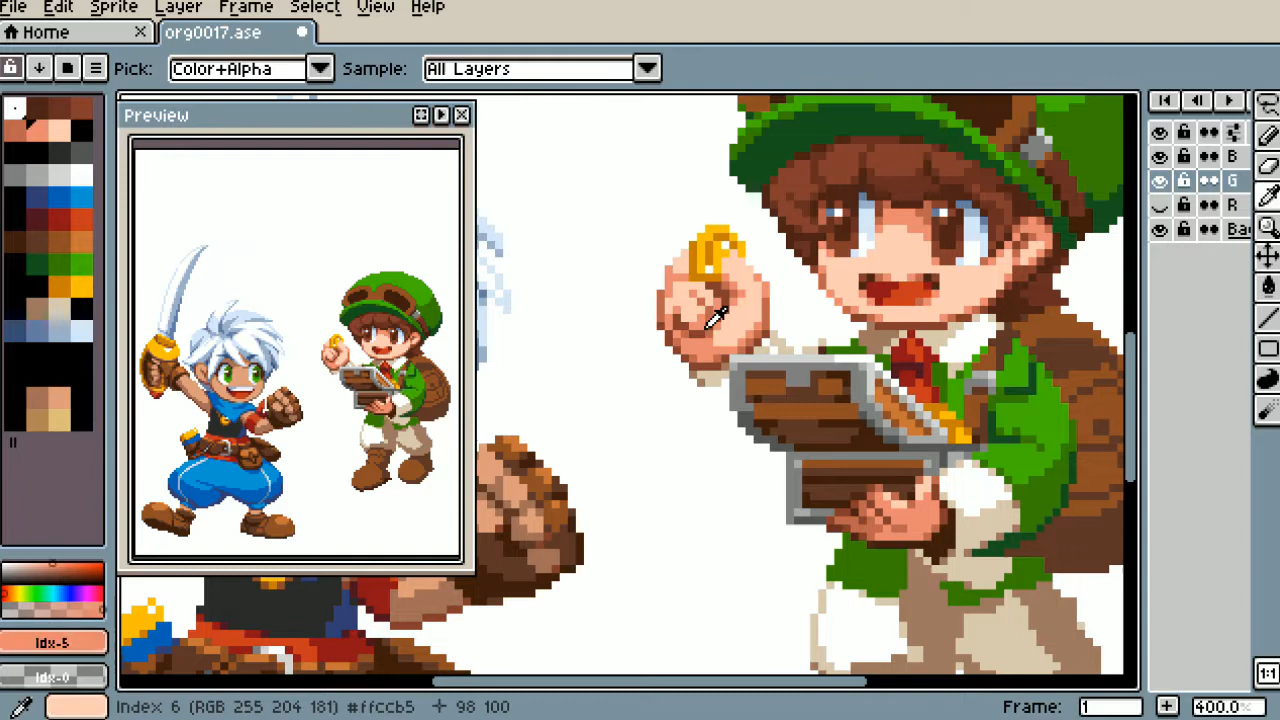 File Edit Sprite Layer Frame Select View Help
Home org0017.ase
Pick: Color+Alpha Sample: All Layers
Preview
B
G
R
Ba
Idx-5
Idx-0
1:1
Index 6 (RGB 255 204 181) #ffccb5 98 100 Frame: 1 400.0%